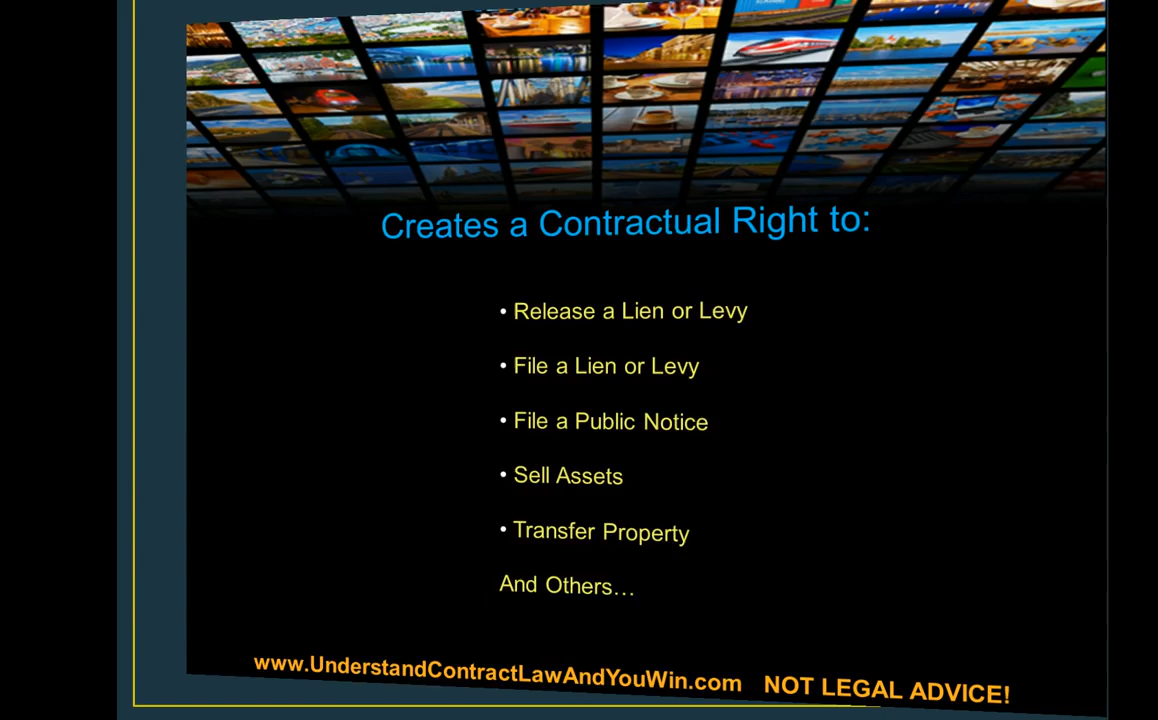 Creates a Contractual Right to:
• Release a Lien or Levy
• File a Lien or Levy
• File a Public Notice
• Sell Assets
• Transfer Property
And Others…
www.UnderstandContractLawAndYouWin.com NOT LEGAL ADVICE!